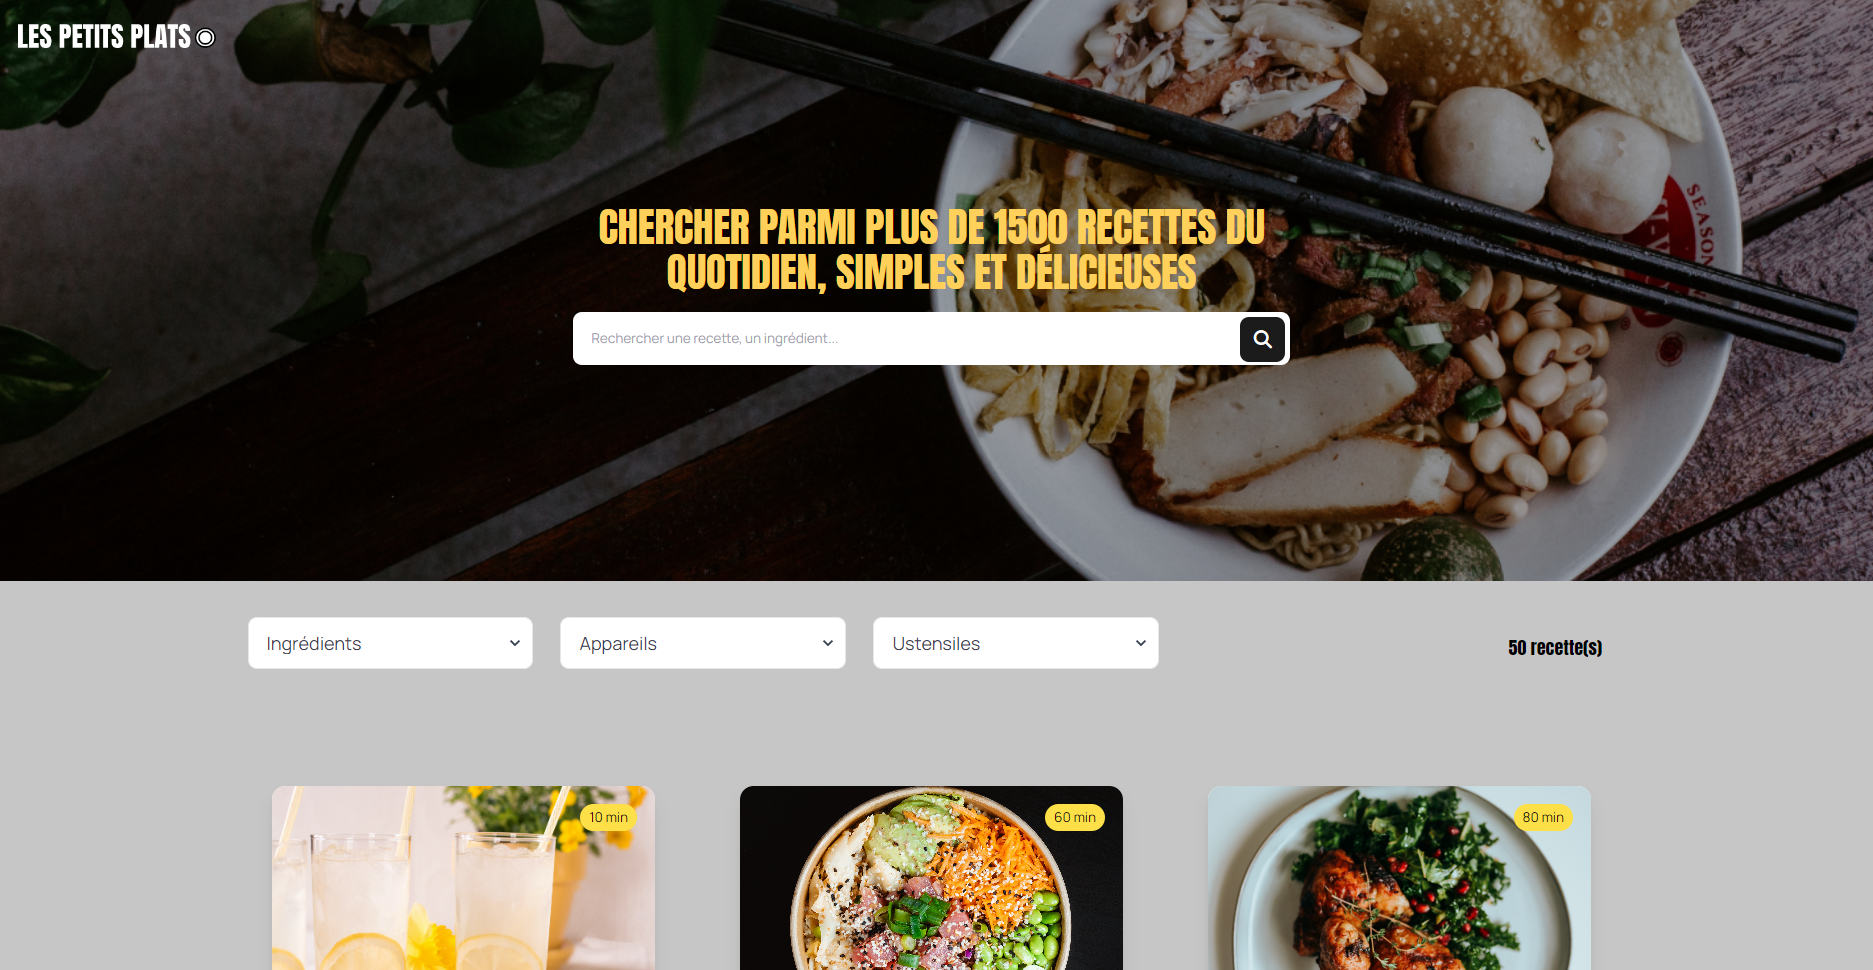 LES PETITS PLATS
CHERCHER PARMI PLUS DE 1500 RECETTES DU
QUOTIDIEN, SIMPLES ET DÉLICIEUSES
Rechercher une recette, un ingrédient...
SEASON
Ingrédients
Appareils
Ustensiles
50 recette(s)
10 min
60 min
80 min